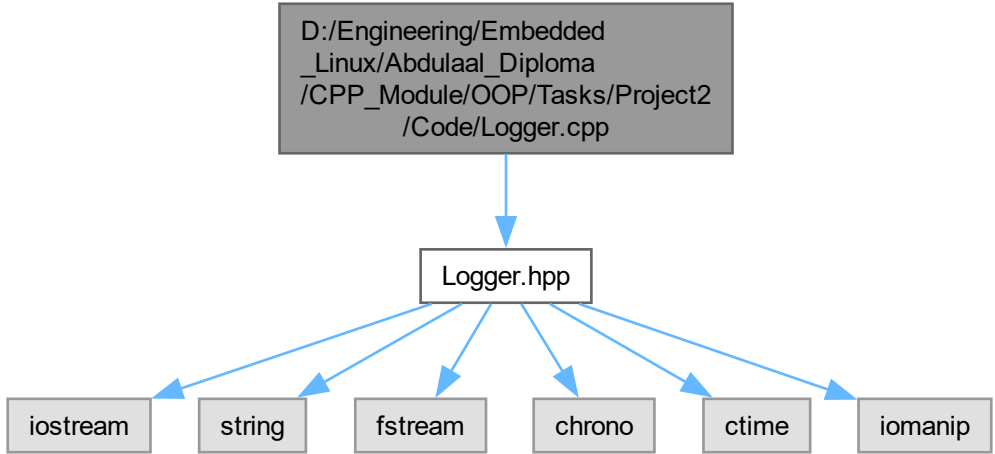 D:/Engineering/Embedded
_Linux/Abdulaal_Diploma
/CPP_Module/OOP/Tasks/Project2
/Code/Logger.cpp
Logger.hpp
iostream
string
fstream
chrono
ctime
iomanip